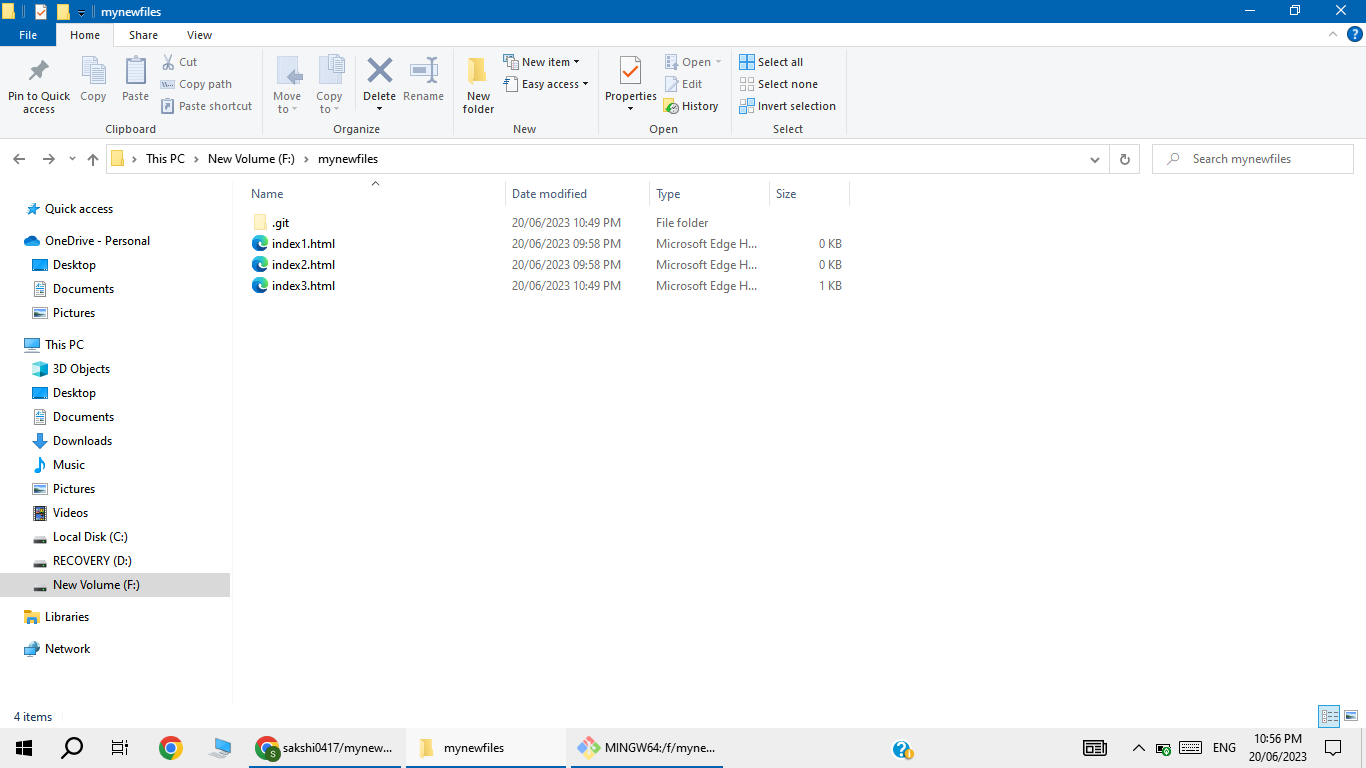 mynewfiles
File
Home
Share
View
Pin to Quick access
Copy
Paste
Cut
Copy path
Paste shortcut
Clipboard
Move to
Copy to
Delete
Rename
Organize
New folder
New item
Easy access
New
Properties
Open
Edit
History
Open
Select all
Select none
Invert selection
Select
This PC
New Volume (F:)
mynewfiles
Search mynewfiles
Quick access
OneDrive - Personal
Desktop
Documents
Pictures
This PC
3D Objects
Desktop
Documents
Downloads
Music
Pictures
Videos
Local Disk (C:)
RECOVERY (D:)
New Volume (F:)
Libraries
Network
Name Date modified Type Size
.git 20/06/2023 10:49 PM File folder
index1.html 20/06/2023 09:58 PM Microsoft Edge H... 0 KB
index2.html 20/06/2023 09:58 PM Microsoft Edge H... 0 KB
index3.html 20/06/2023 10:49 PM Microsoft Edge H... 1 KB
4 items
S
sakshi0417/mynew...
mynewfiles
MINGW64:/f/myne...
ENG
10:56 PM
20/06/2023